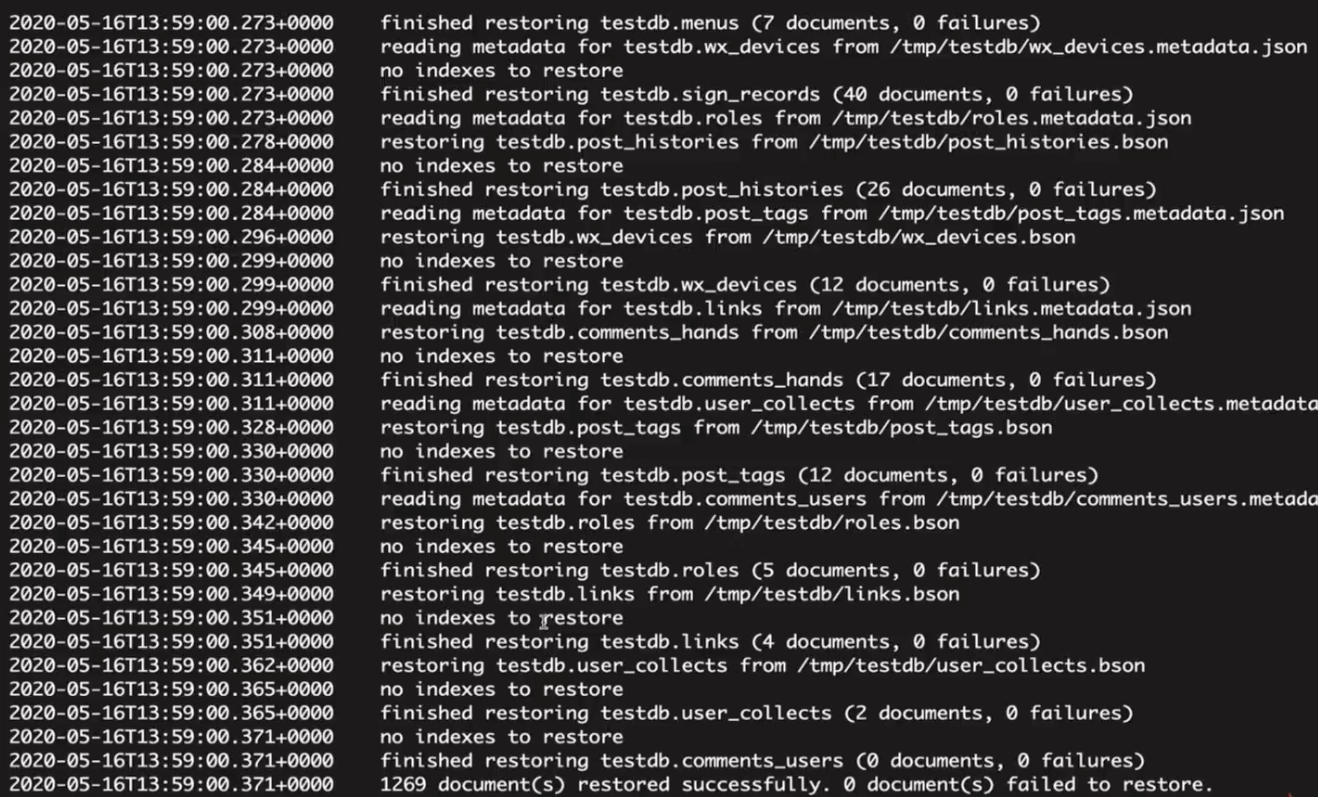 2020-05-16T13:59:00.273+0000 finished restoring testdb.menus (7 documents, 0 failures)
2020-05-16T13:59:00.273+0000 reading metadata for testdb.wx_devices from /tmp/testdb/wx_devices.metadata.json
2020-05-16T13:59:00.273+0000 no indexes to restore
2020-05-16T13:59:00.273+0000 finished restoring testdb.sign_records (40 documents, 0 failures)
2020-05-16T13:59:00.273+0000 reading metadata for testdb.roles from /tmp/testdb/roles.metadata.json
2020-05-16T13:59:00.278+0000 restoring testdb.post_histories from /tmp/testdb/post_histories.bson
2020-05-16T13:59:00.284+0000 no indexes to restore
2020-05-16T13:59:00.284+0000 finished restoring testdb.post_histories (26 documents, 0 failures)
2020-05-16T13:59:00.284+0000 reading metadata for testdb.post_tags from /tmp/testdb/post_tags.metadata.json
2020-05-16T13:59:00.296+0000 restoring testdb.wx_devices from /tmp/testdb/wx_devices.bson
2020-05-16T13:59:00.299+0000 no indexes to restore
2020-05-16T13:59:00.299+0000 finished restoring testdb.wx_devices (12 documents, 0 failures)
2020-05-16T13:59:00.299+0000 reading metadata for testdb.links from /tmp/testdb/links.metadata.json
2020-05-16T13:59:00.308+0000 restoring testdb.comments_hands from /tmp/testdb/comments_hands.bson
2020-05-16T13:59:00.311+0000 no indexes to restore
2020-05-16T13:59:00.311+0000 finished restoring testdb.comments_hands (17 documents, 0 failures)
2020-05-16T13:59:00.311+0000 reading metadata for testdb.user_collects from /tmp/testdb/user_collects.metadata
2020-05-16T13:59:00.328+0000 restoring testdb.post_tags from /tmp/testdb/post_tags.bson
2020-05-16T13:59:00.330+0000 no indexes to restore
2020-05-16T13:59:00.330+0000 finished restoring testdb.post_tags (12 documents, 0 failures)
2020-05-16T13:59:00.330+0000 reading metadata for testdb.comments_users from /tmp/testdb/comments_users.metada
2020-05-16T13:59:00.342+0000 restoring testdb.roles from /tmp/testdb/roles.bson
2020-05-16T13:59:00.345+0000 no indexes to restore
2020-05-16T13:59:00.345+0000 finished restoring testdb.roles (5 documents, 0 failures)
2020-05-16T13:59:00.349+0000 restoring testdb.links from /tmp/testdb/links.bson
2020-05-16T13:59:00.351+0000 no indexes to restore
2020-05-16T13:59:00.351+0000 finished restoring testdb.links (4 documents, 0 failures)
2020-05-16T13:59:00.362+0000 restoring testdb.user_collects from /tmp/testdb/user_collects.bson
2020-05-16T13:59:00.365+0000 no indexes to restore
2020-05-16T13:59:00.365+0000 finished restoring testdb.user_collects (2 documents, 0 failures)
2020-05-16T13:59:00.371+0000 no indexes to restore
2020-05-16T13:59:00.371+0000 finished restoring testdb.comments_users (0 documents, 0 failures)
2020-05-16T13:59:00.371+0000 1269 document(s) restored successfully. 0 document(s) failed to restore.